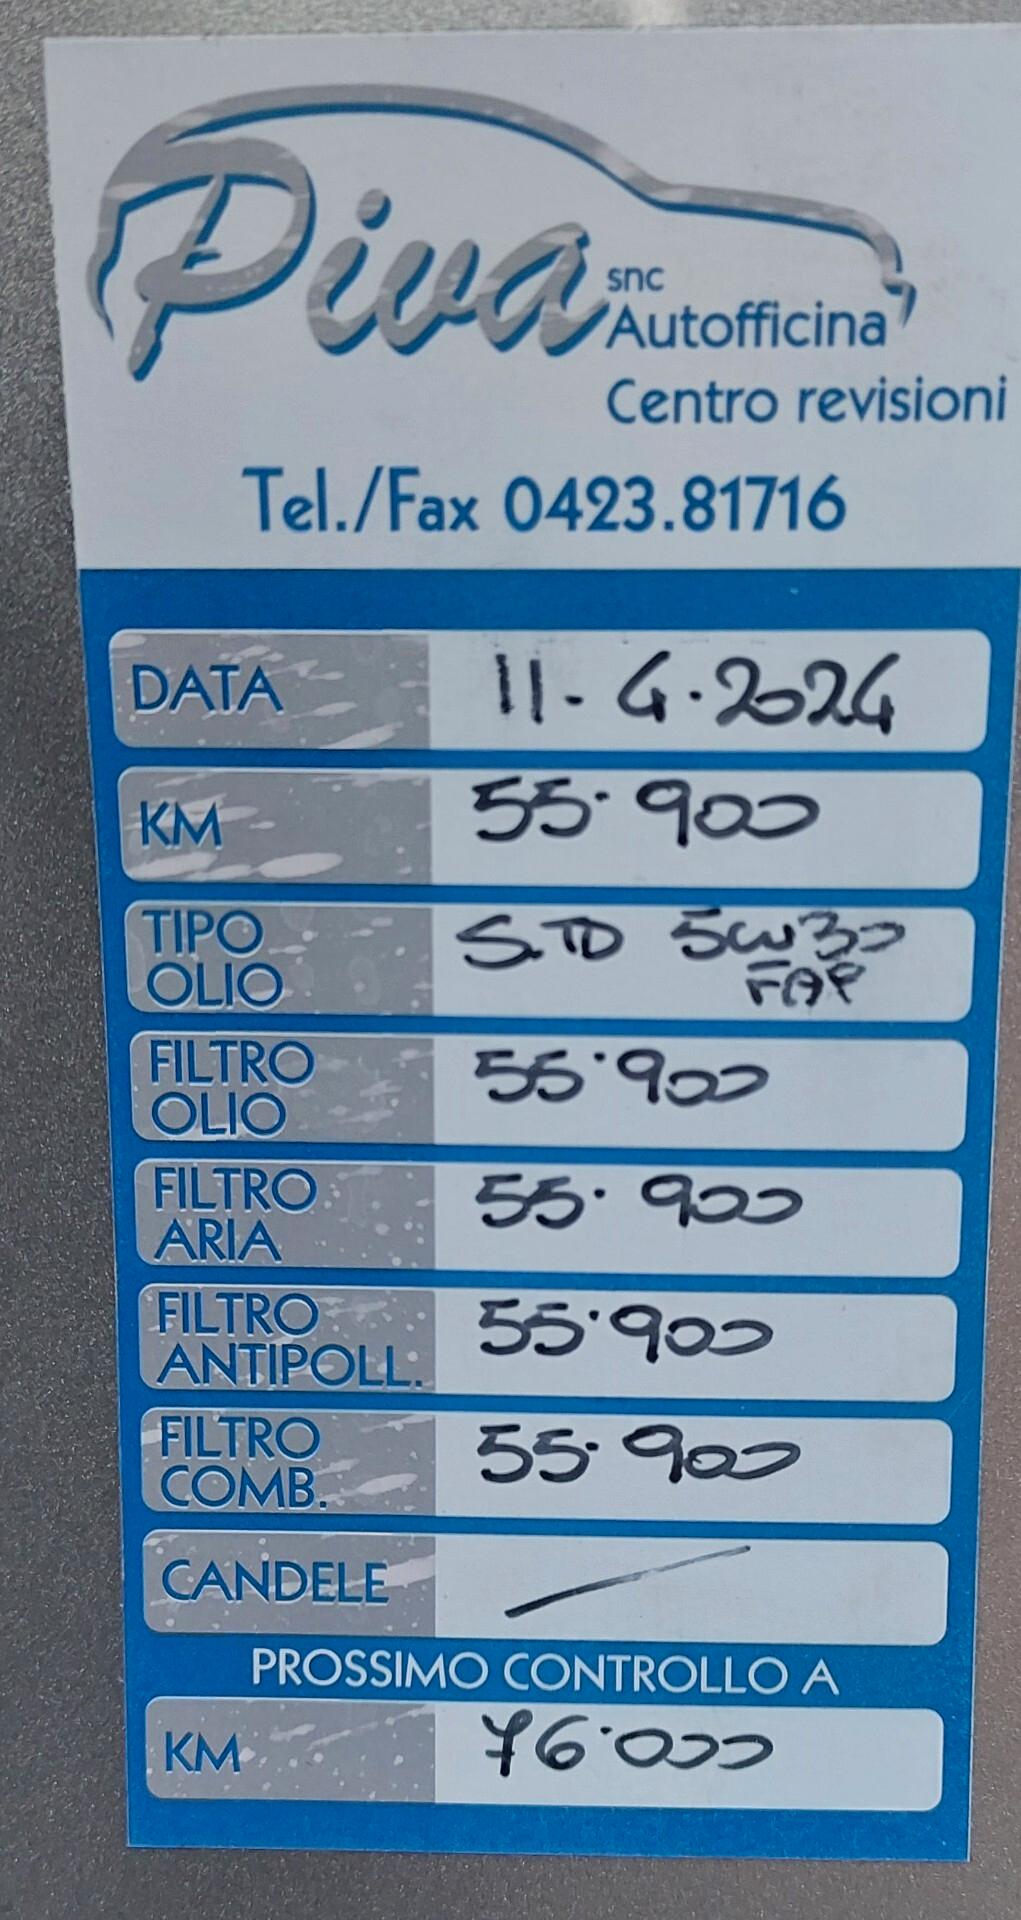 Piva snc
Autofficina
Centro revisioni
Tel./Fax 0423.81716
DATA 11.4.2024
KM 55.900
TIPO OLIO S.TD 5W30 FAP
FILTRO OLIO 55.900
FILTRO ARIA 55.900
FILTRO ANTIPOLL. 55.900
FILTRO COMB. 55.900
CANDELE
PROSSIMO CONTROLLO A
KM 76.000